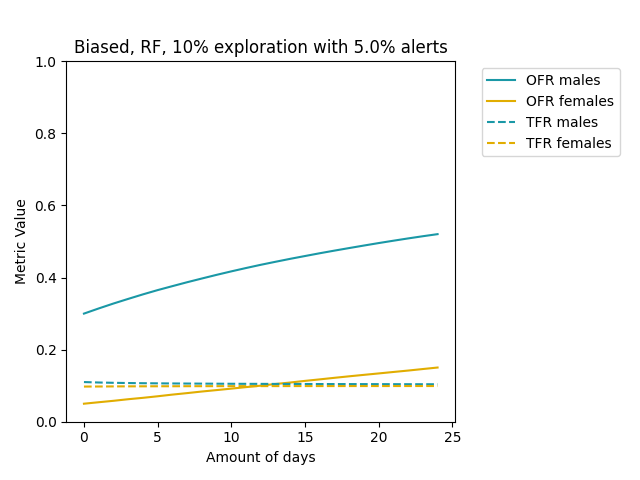 Biased, RF, 10% exploration with 5.0% alerts
1.0
0.8
0.6
0.4
0.2
0.0
Metric Value
0 5 10 15 20 25
Amount of days
OFR males
OFR females
TFR males
TFR females